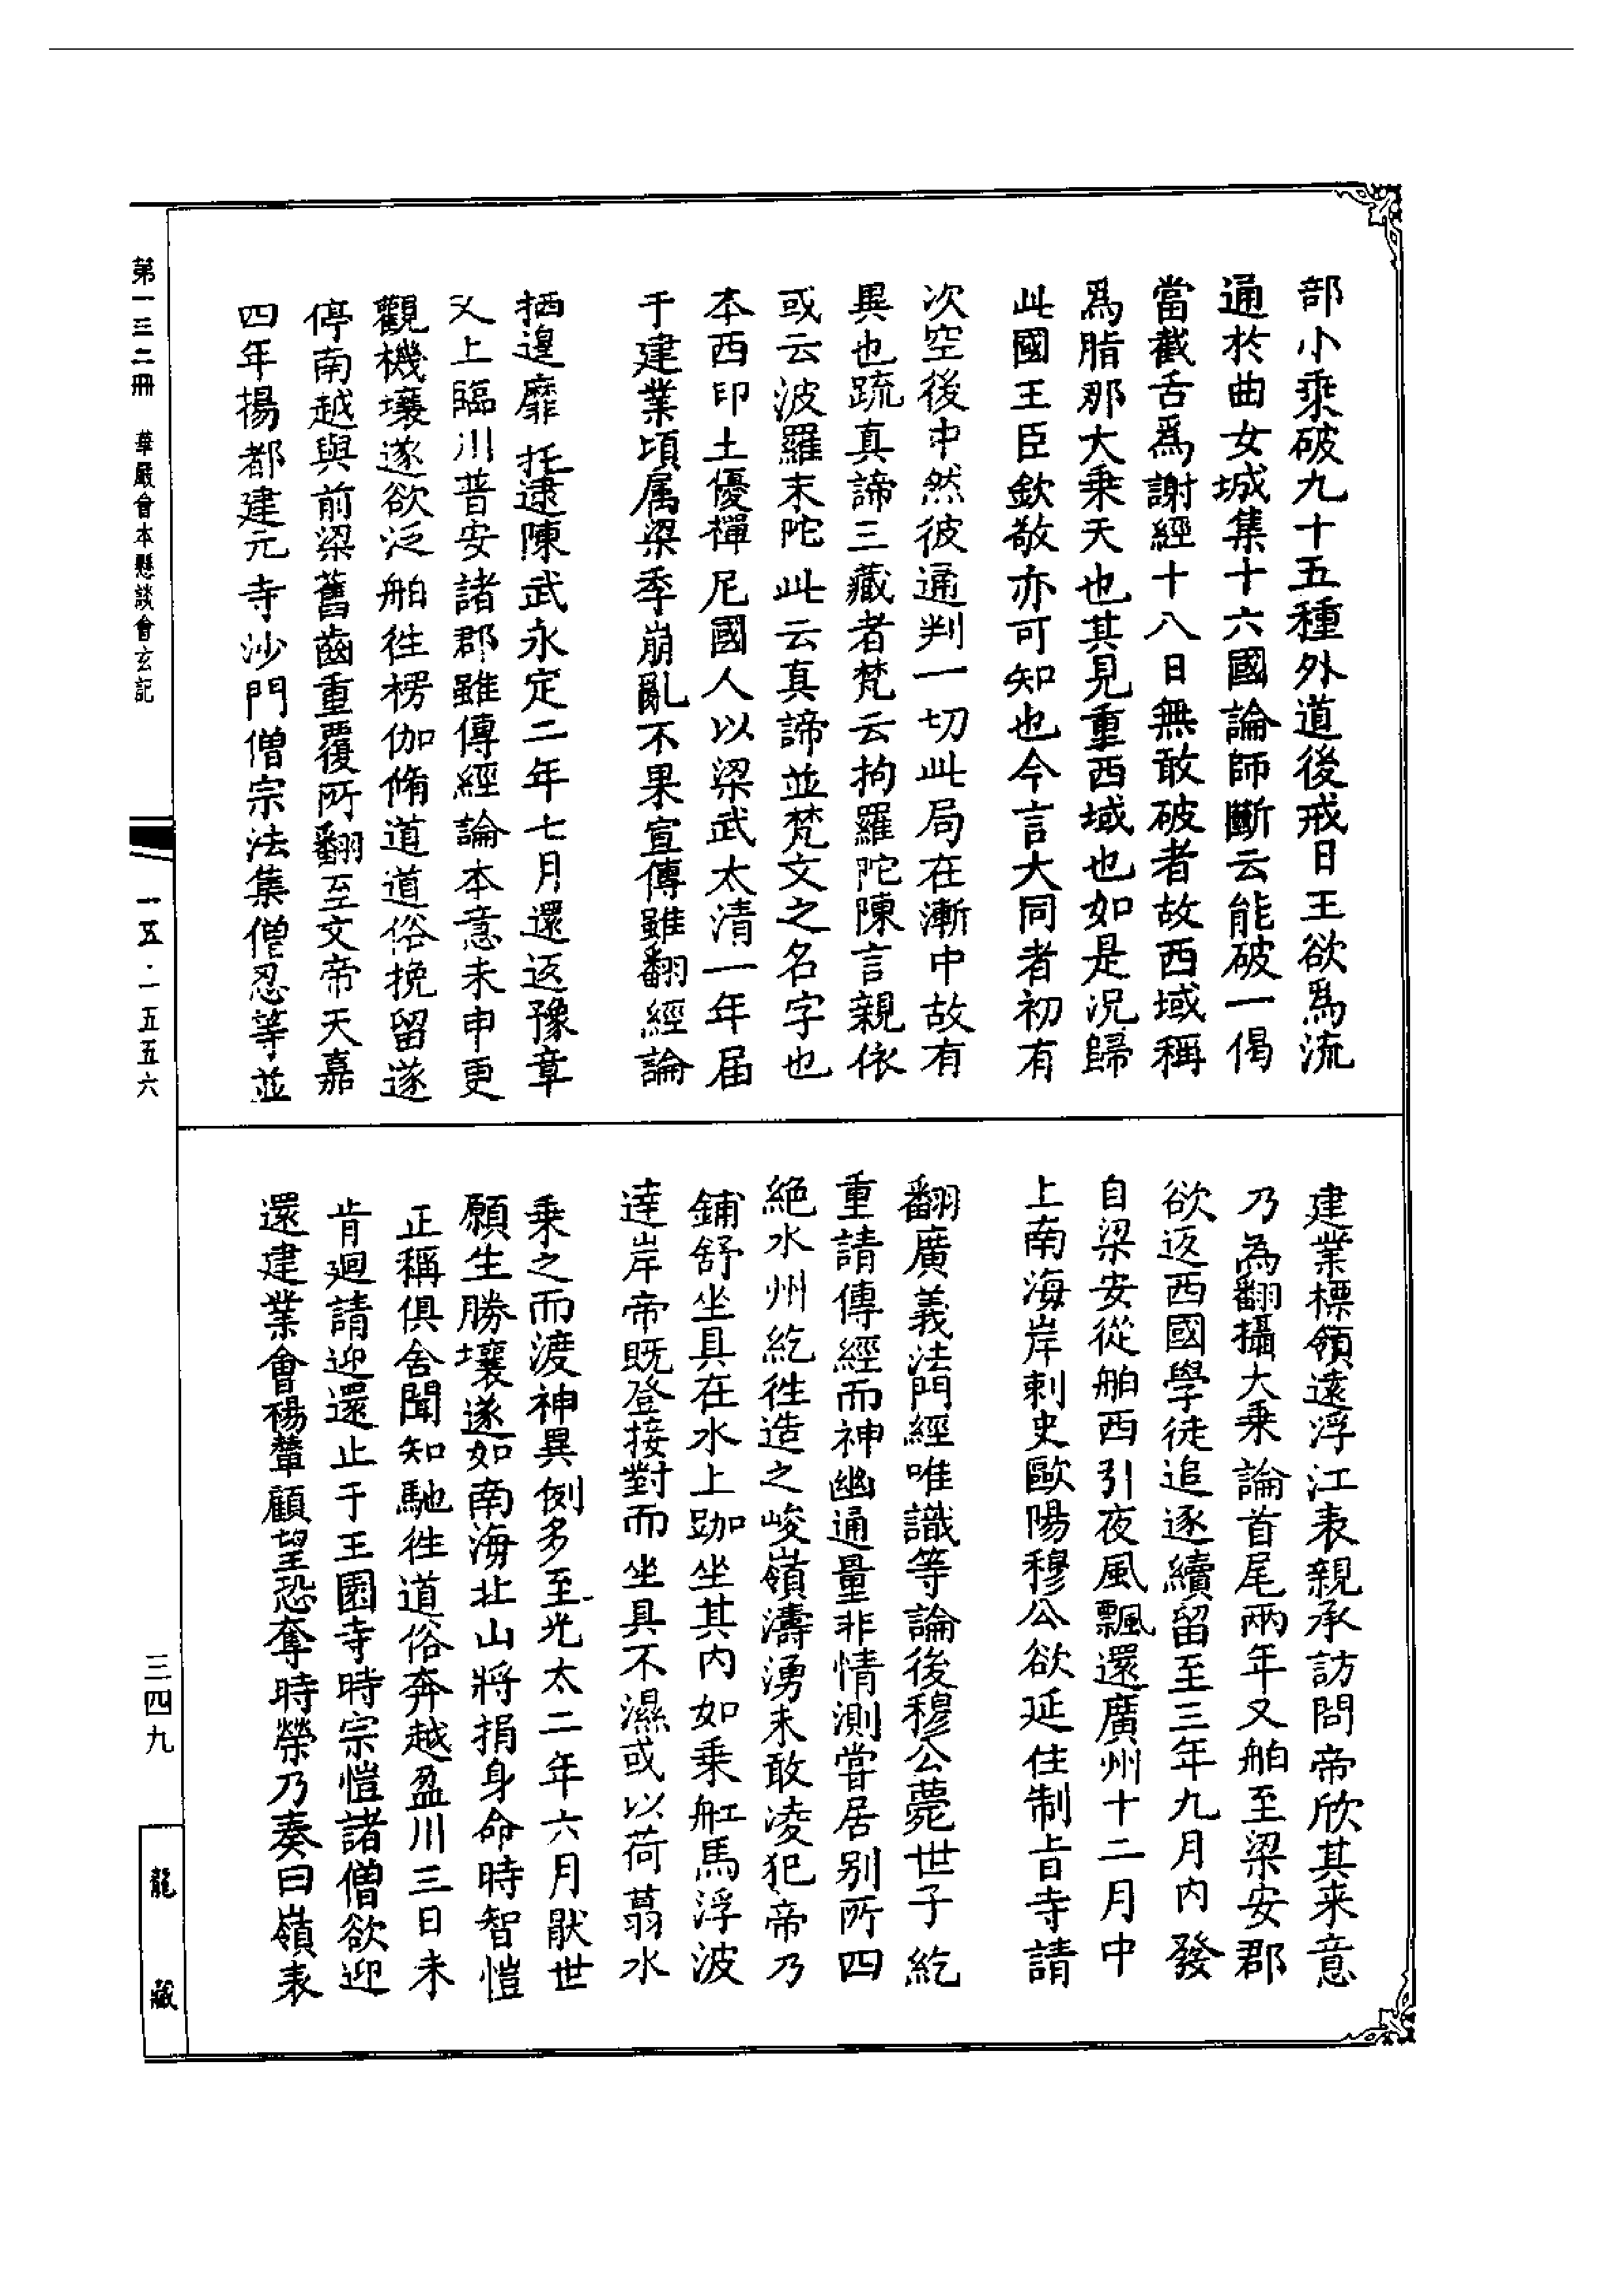 部小乘破九十五種外道後戒日王欲爲流
通於曲女城集十六國論師斷云能破一偈
當截舌爲謝經十八日無敢破者故西域稱
爲脂那大乘天也其見重西域也如是況歸
此國王臣欽敬亦可知也今言大同者初有
次空後中然彼通判一切此局在漸中故有
異也疏真諦三藏者梵云拘羅陀陳言親依
或云波羅末陀此云真諦並梵文之名字也
本西印土優禪尼國人以梁武太清一年届
于建業頃属梁季崩亂不果宣傳雖翻經論
栖遑靡託逮陳武永定二年七月還返豫章
又上臨川普安諸郡雖傳經論本意未申更
觀機壤遂欲泛舶往楞伽脩道道俗挽留遂
停南越與前梁舊齒重覆所翻至文帝天嘉
四年揚都建元寺沙門僧宗法集僧忍等並
建業標領遠浮江表親承訪問帝欣其来意
乃為翻攝大乘論首尾兩年又舶至梁安郡
欲返西國學徒追逐續留至三年九月内發
自梁安從舶西引夜風飄還廣州十二月中
上南海岸刺史歐陽穆公欲延住制旨寺請
翻廣義法門經唯識等論後穆公薨世子紇
重請傳經而神幽通量非情測嘗居别所四
絶水州紇往造之峻嶺濤湧未敢凌犯帝乃
鋪舒坐具在水上跏坐其内如乘舡馬浮波
達岸帝既登接對而坐具不濕或以荷蒻水
乘之而渡神異例多至光太二年六月厭世
願生勝壤遂如南海北山將捐身命時智愷
正稱俱舍聞知馳往道俗奔越盈川三日未
肯廻請迎還止于王園寺時宗愷諸僧欲迎
還建業會楊輦顧望恐奪時榮乃奏曰嶺表
第一三二冊　華嚴會本懸談會玄記
一五·一五五六
三四九
龍藏